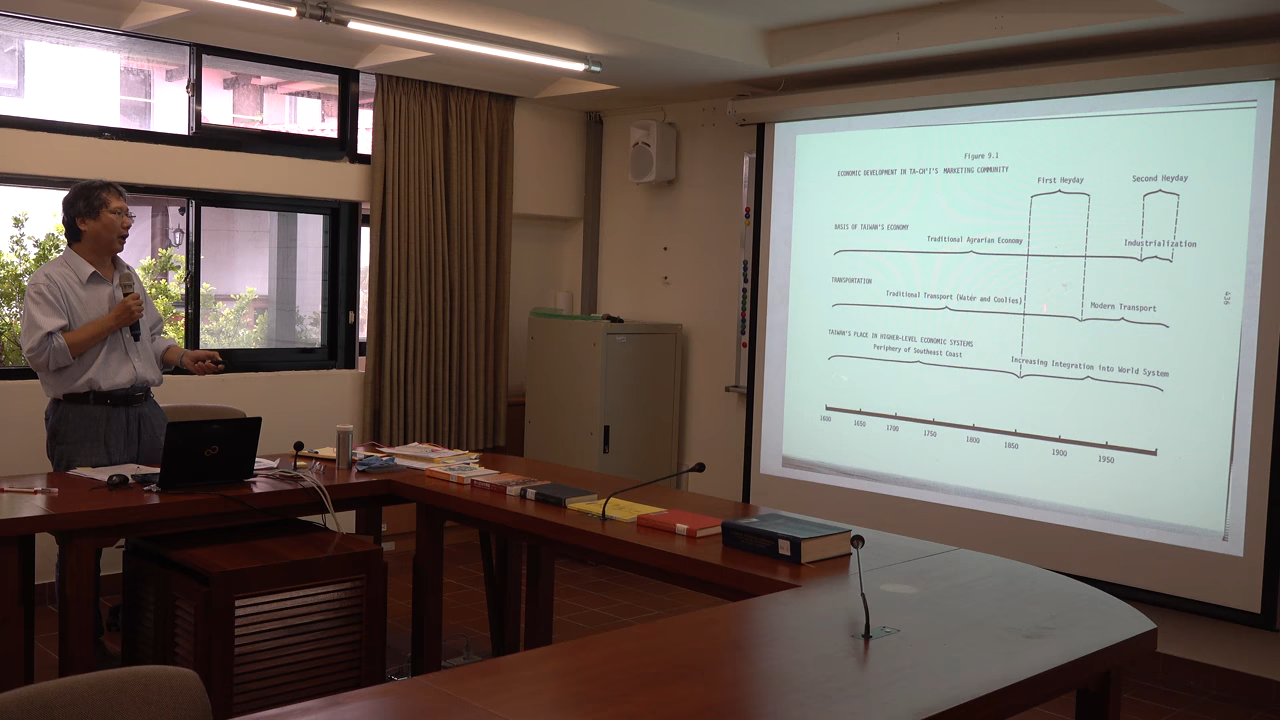 Figure 9.1
ECONOMIC DEVELOPMENT IN TA-CH'I'S MARKETING COMMUNITY
First Heyday
Second Heyday
BASIS OF TAIWAN'S ECONOMY
Traditional Agrarian Economy
Industrialization
TRANSPORTATION
Traditional Transport (Water and Coolies)
Modern Transport
TAIWAN'S PLACE IN HIGHER-LEVEL ECONOMIC SYSTEMS
Periphery of Southeast Coast
Increasing Integration into World System
1600
1650
1700
1750
1800
1850
1900
1950
436